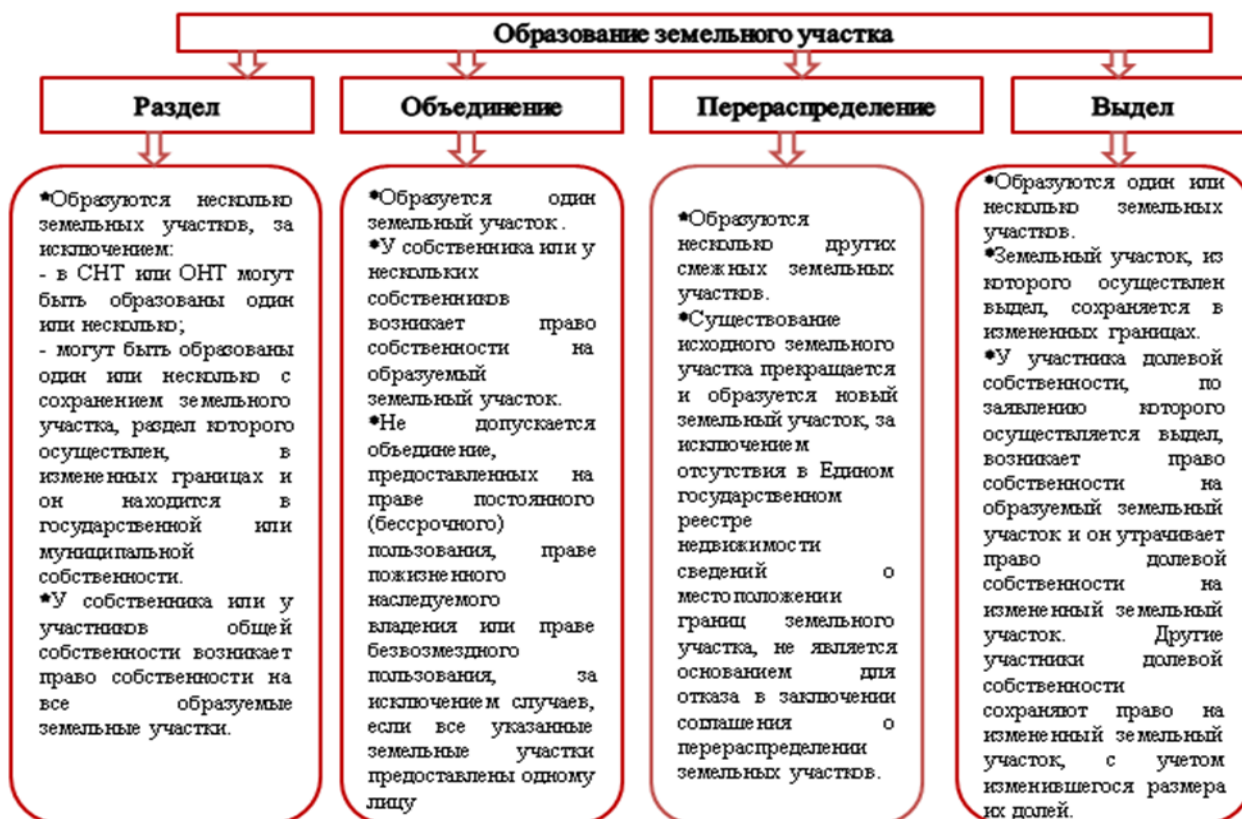 Образование земельного участка
Раздел
Объединение
Перераспределение
Выдел
*Образуются несколько
земельных участков, за
исключением:
- в СНТ или ОНТ могут
быть образованы один
или несколько;
- могут быть образованы
один или несколько с
сохранением земельного
участка, раздел которого
осуществлен, в
измененных границах и
он находится в
государственной или
муниципальной
собственности.
*У собственника или у
участников общей
собственности возникает
право собственности на
все образуемые
земельные участки.
*Образуется один
земельный участок.
*У собственника или у
нескольких
собственников
возникает право
собственности на
образуемый
земельный участок.
*Не допускается
объединение,
предоставленных на
праве постоянного
(бессрочного)
пользования, праве
пожизненного
наследуемого
владения или праве
безвозмездного
пользования, за
исключением случаев,
если все указанные
земельные участки
предоставлены одному
лицу
*Образуются
несколько других
смежных земельных
участков.
*Существование
исходного земельного
участка прекращается
и образуется новый
земельный участок, за
исключением
отсутствия в Едином
государственном
реестре
недвижимости
сведений о
местоположении
границ земельного
участка, не является
основанием для
отказа в заключении
соглашения о
перераспределении
земельных участков.
*Образуются один или
несколько земельных
участков.
*Земельный участок, из
которого осуществлен
выдел, сохраняется в
измененных границах.
*У участника долевой
собственности, по
заявлению которого
осуществляется выдел,
возникает право
собственности на
образуемый земельный
участок и он утрачивает
право долевой
собственности на
измененный земельный
участок. Другие
участники долевой
собственности
сохраняют право на
измененный земельный
участок, с учетом
изменившегося размера
их долей.